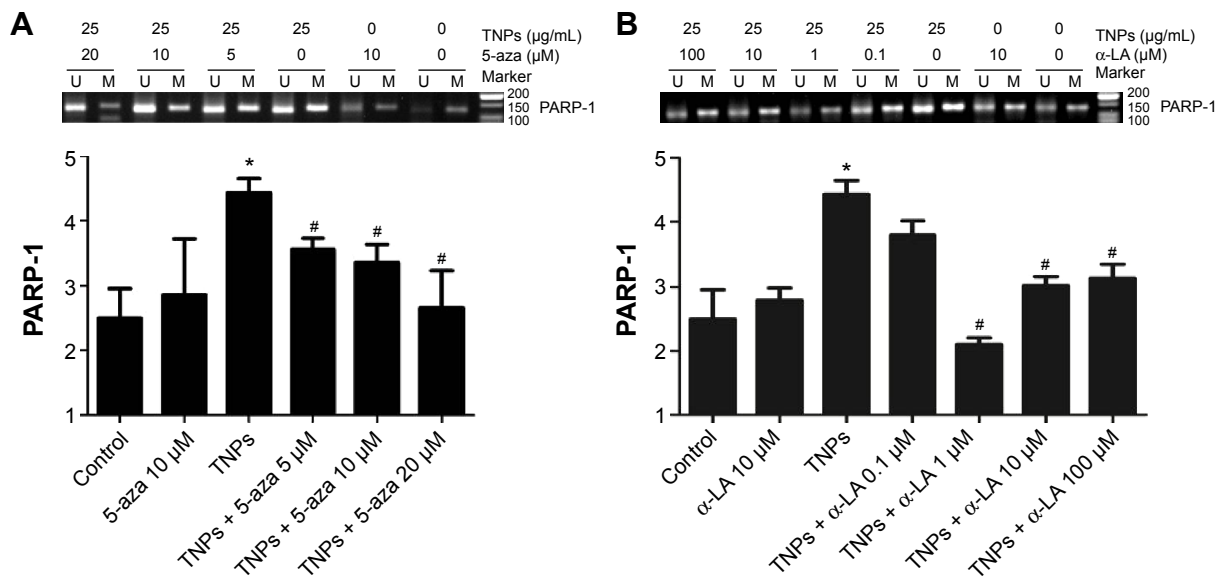 A
25 25 25 25 0 0 TNPs (µg/mL)
20 10 5 0 10 0 5-aza (µM)
U M U M U M U M U M U M Marker
200
150
100
PARP-1
5
4
3
2
1
PARP-1
*
#
#
#
Control
5-aza 10 µM
TNPs
TNPs + 5-aza 5 µM
TNPs + 5-aza 10 µM
TNPs + 5-aza 20 µM
B
25 25 25 25 25 0 0 TNPs (µg/mL)
100 10 1 0.1 0 10 0 α-LA (µM)
U M U M U M U M U M U M U M Marker
200
150
100
PARP-1
5
4
3
2
1
PARP-1
*
#
#
#
Control
α-LA 10 µM
TNPs
TNPs + α-LA 0.1 µM
TNPs + α-LA 1 µM
TNPs + α-LA 10 µM
TNPs + α-LA 100 µM